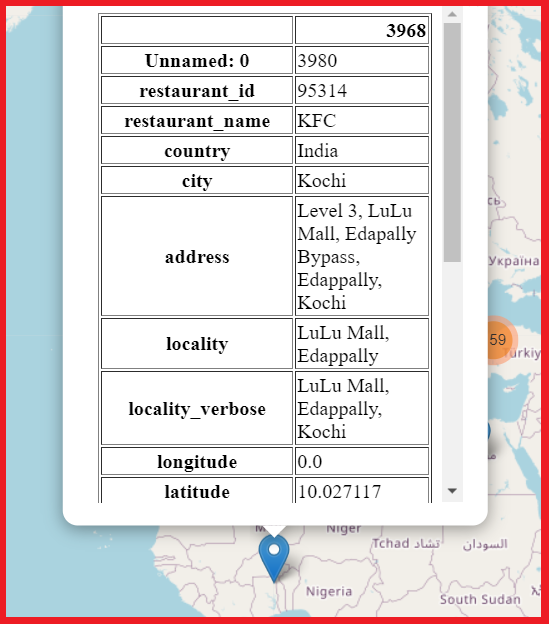 3968
Unnamed: 0 3980
restaurant_id 95314
restaurant_name KFC
country India
city Kochi
address Level 3, LuLu
Mall, Edapally
Bypass,
Edappally,
Kochi
locality LuLu Mall,
Edappally
locality_verbose LuLu Mall,
Edappally,
Kochi
longitude 0.0
latitude 10.027117
Україна
59
Niger
Tchad تشاد
السودان
Nigeria
South Sudan